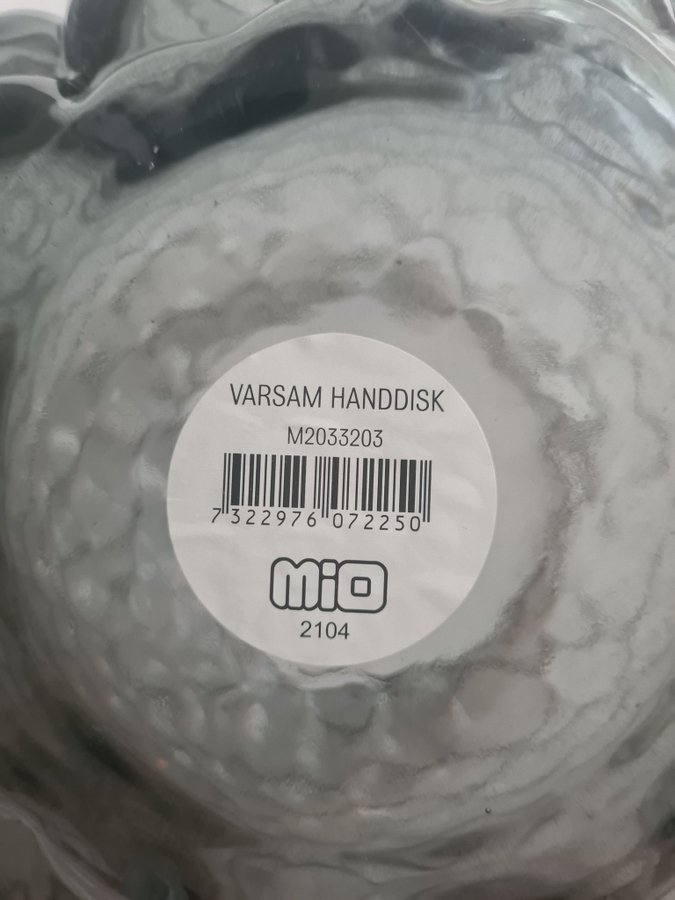 VARSAM HANDDISK
M2033203
7 322976 072250
MiO
2104